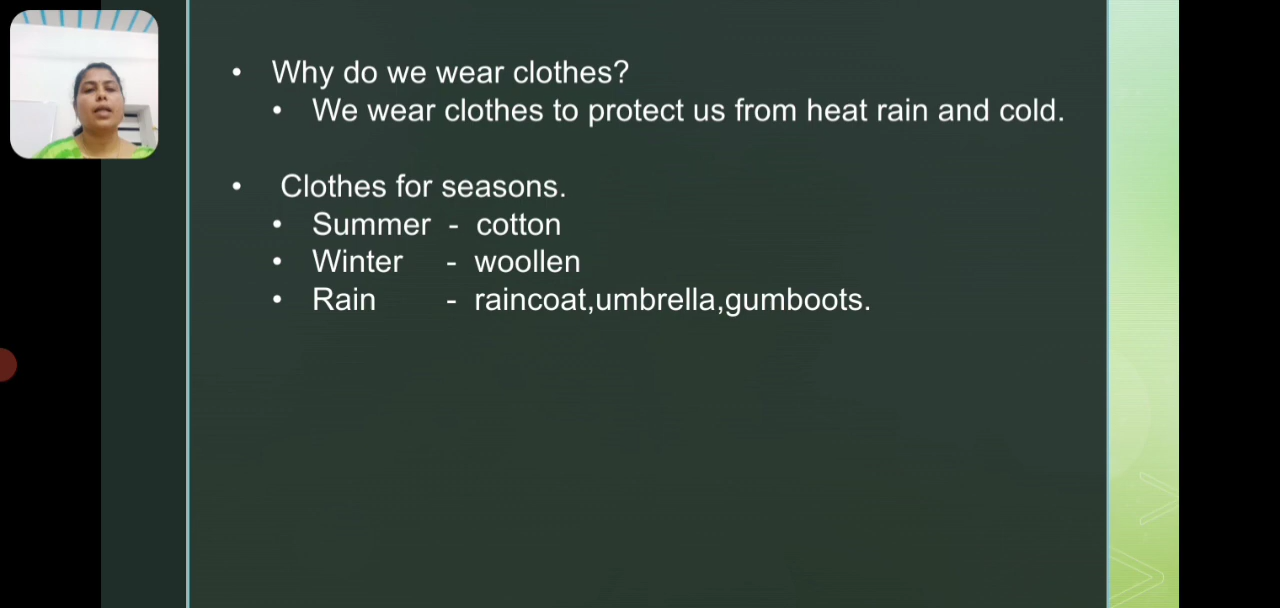 • Why do we wear clothes?
• We wear clothes to protect us from heat rain and cold.
• Clothes for seasons.
• Summer - cotton
• Winter - woollen
• Rain - raincoat,umbrella,gumboots.